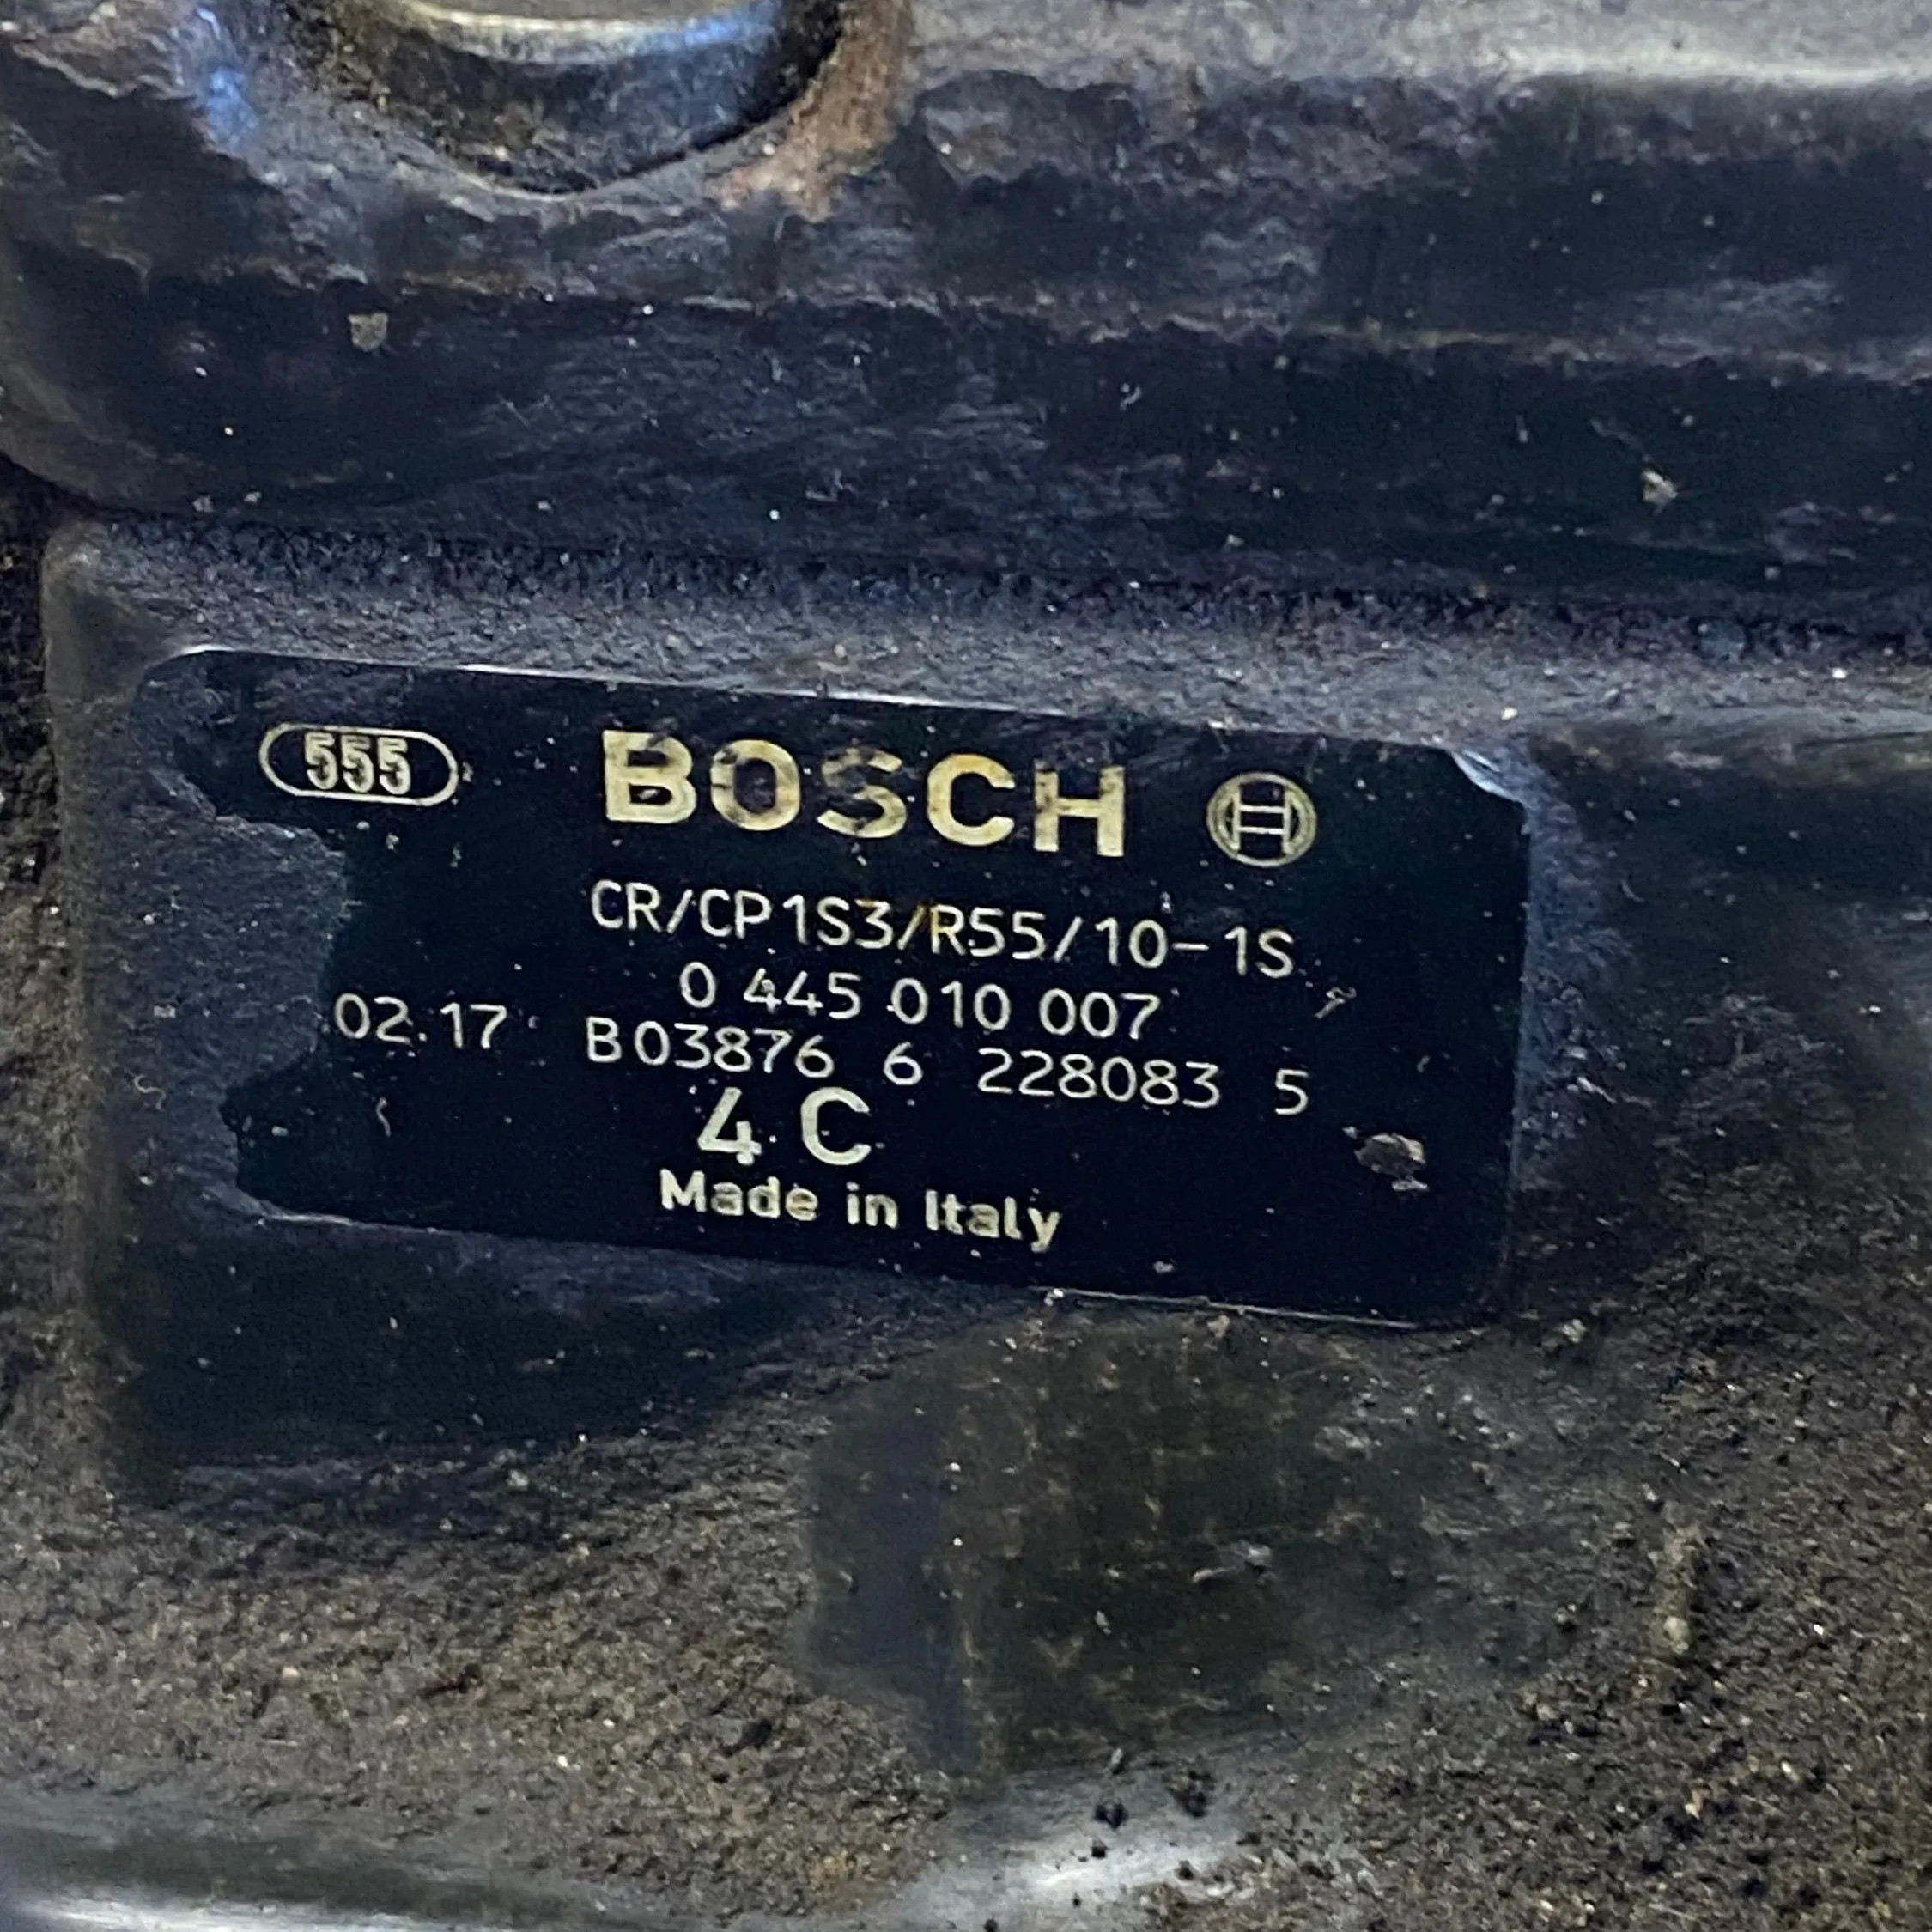 555 BOSCH
CR/CP1S3/R55/10-1S
0 445 010 007
02.17 B03876 6 228083 5
4 C
Made in Italy